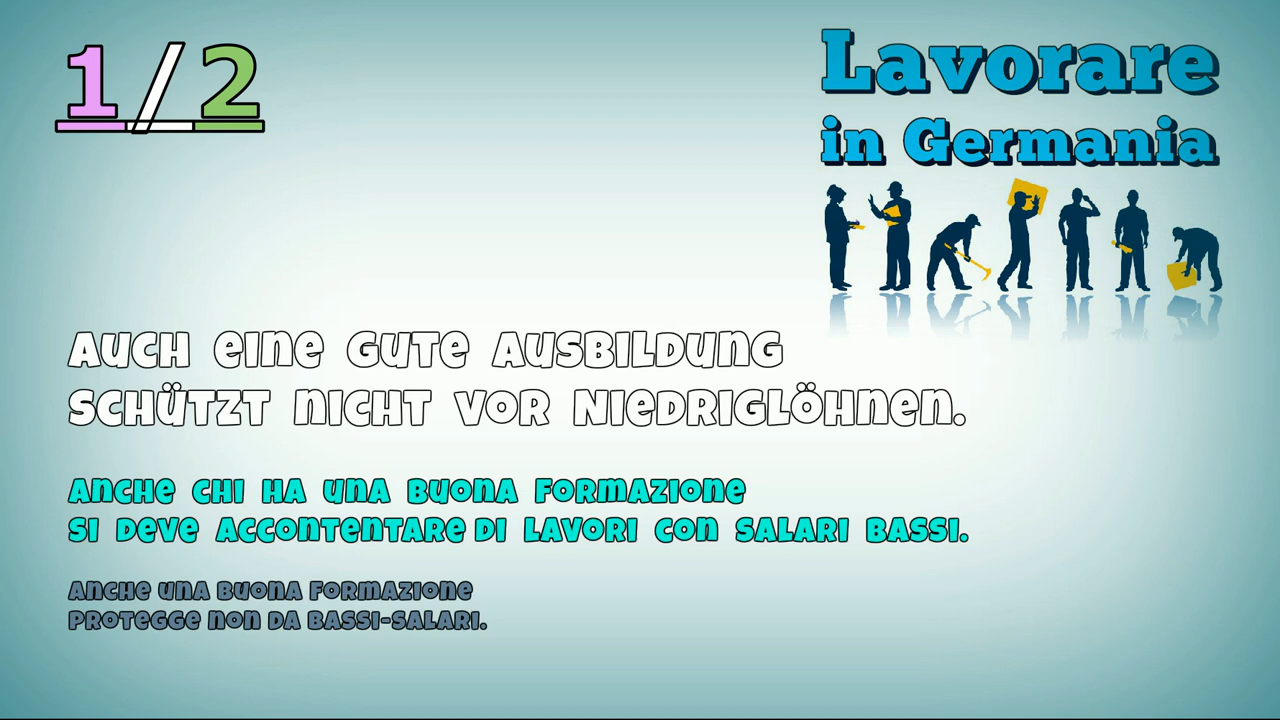 1/2
Lavorare
in Germania
Auch eine gute Ausbildung
schützt nicht vor Niedriglöhnen.
Anche chi ha una buona formazione
si deve accontentare di lavori con salari bassi.
Anche una buona formazione
protegge non da bassi-salari.